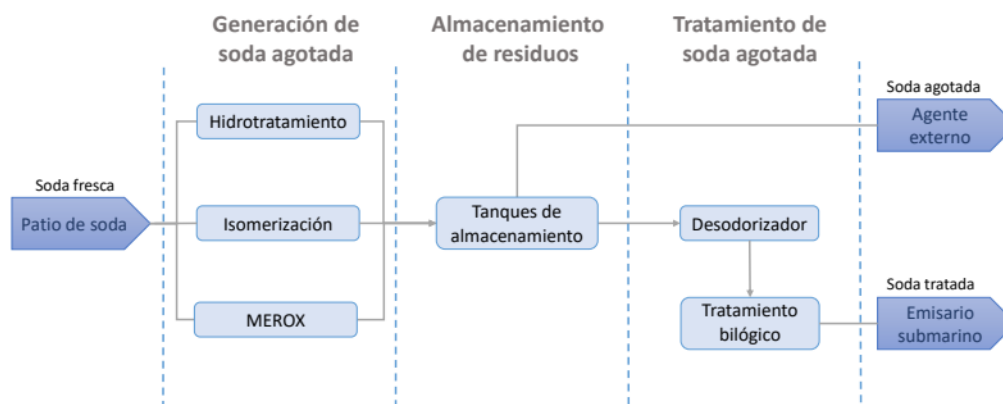 Generación de
soda agotada
Almacenamiento
de residuos
Tratamiento de
soda agotada
Soda agotada
Agente
externo
Hidrotratamiento
Soda fresca
Patio de soda
Isomerización
Tanques de
almacenamiento
Desodorizador
MEROX
Tratamiento
bilógico
Soda tratada
Emisario
submarino